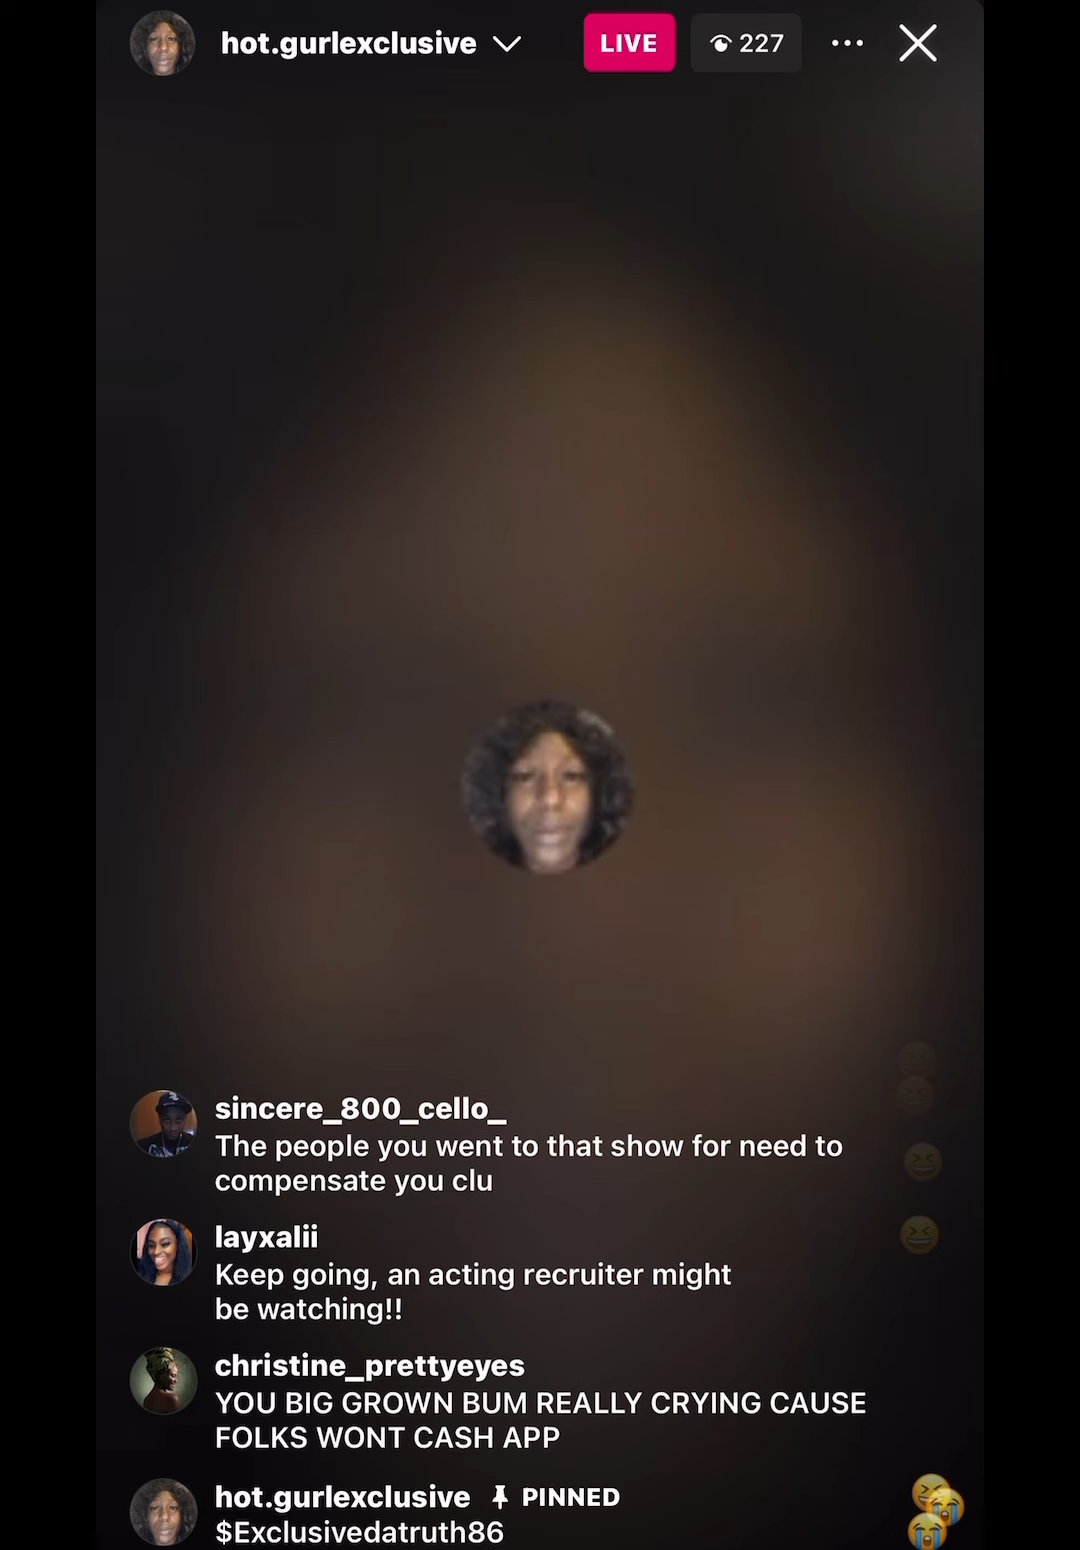 hot.gurlexclusive
LIVE
227
sincere_800_cello_
The people you went to that show for need to
compensate you clu
layxalii
Keep going, an acting recruiter might
be watching!!
christine_prettyeyes
YOU BIG GROWN BUM REALLY CRYING CAUSE
FOLKS WONT CASH APP
hot.gurlexclusive PINNED
$Exclusivedatruth86